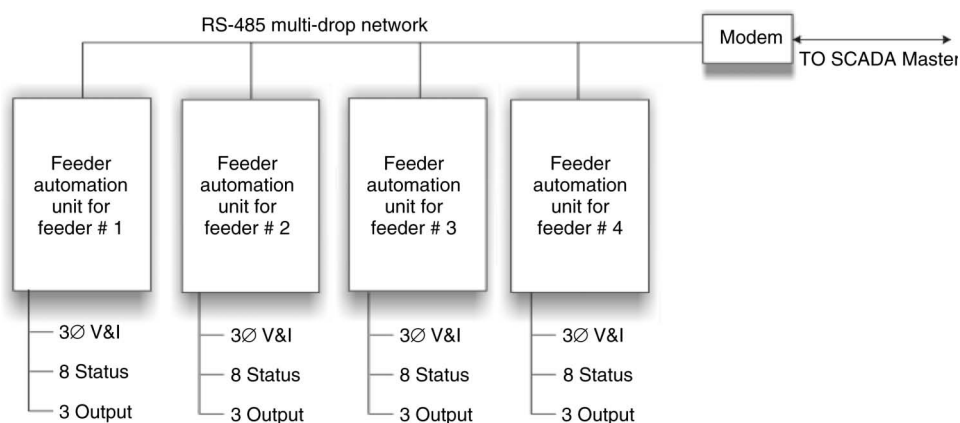 RS-485 multi-drop network
Modem
TO SCADA Master
Feeder
automation
unit for
feeder # 1
Feeder
automation
unit for
feeder # 2
Feeder
automation
unit for
feeder # 3
Feeder
automation
unit for
feeder # 4
3∅ V&I
8 Status
3 Output
3∅ V&I
8 Status
3 Output
3∅ V&I
8 Status
3 Output
3∅ V&I
8 Status
3 Output